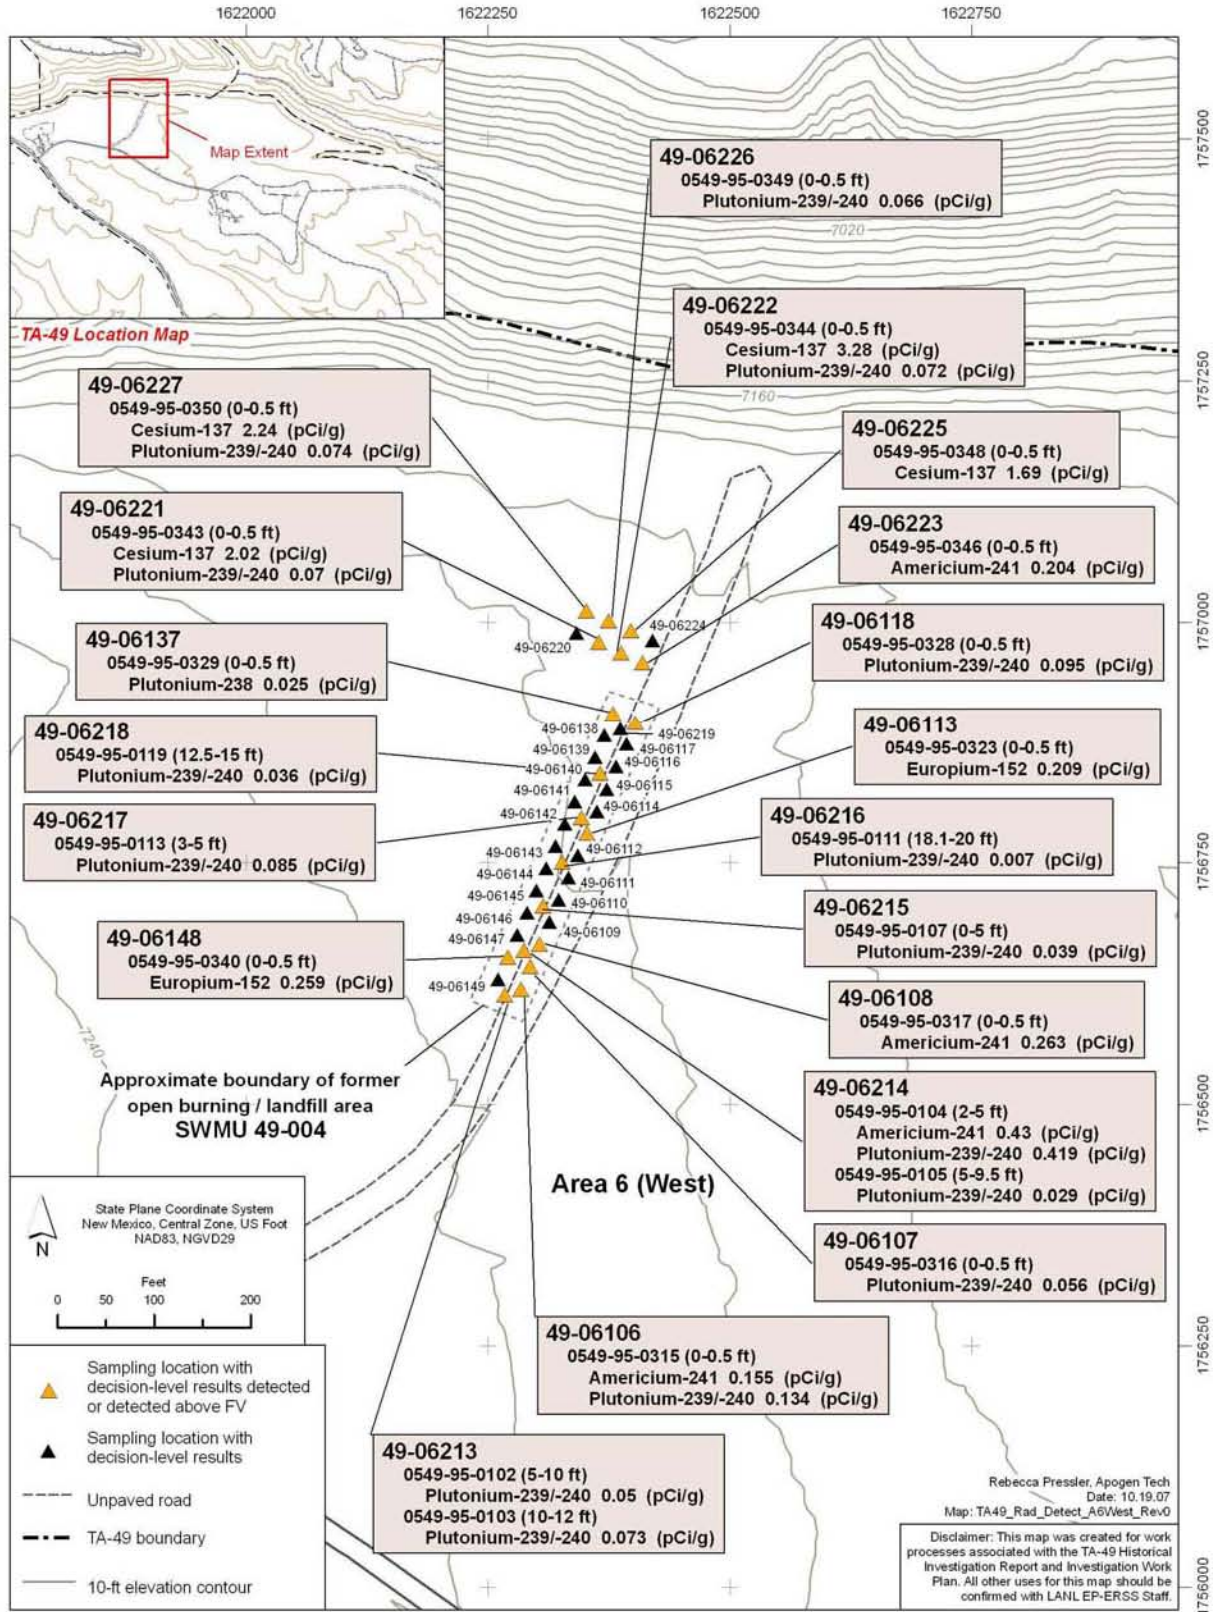 1622000
1622250
1622500
1622750
Map Extent
TA-49 Location Map
1757500
1757250
1757000
1756750
1756500
1756250
1756000
7020
7160
7240
49-06226
0549-95-0349 (0-0.5 ft)
Plutonium-239/-240 0.066 (pCi/g)
49-06222
0549-95-0344 (0-0.5 ft)
Cesium-137 3.28 (pCi/g)
Plutonium-239/-240 0.072 (pCi/g)
49-06227
0549-95-0350 (0-0.5 ft)
Cesium-137 2.24 (pCi/g)
Plutonium-239/-240 0.074 (pCi/g)
49-06225
0549-95-0348 (0-0.5 ft)
Cesium-137 1.69 (pCi/g)
49-06221
0549-95-0343 (0-0.5 ft)
Cesium-137 2.02 (pCi/g)
Plutonium-239/-240 0.07 (pCi/g)
49-06223
0549-95-0346 (0-0.5 ft)
Americium-241 0.204 (pCi/g)
49-06224
49-06220
49-06137
0549-95-0329 (0-0.5 ft)
Plutonium-238 0.025 (pCi/g)
49-06118
0549-95-0328 (0-0.5 ft)
Plutonium-239/-240 0.095 (pCi/g)
49-06218
0549-95-0119 (12.5-15 ft)
Plutonium-239/-240 0.036 (pCi/g)
49-06113
0549-95-0323 (0-0.5 ft)
Europium-152 0.209 (pCi/g)
49-06138
49-06219
49-06139
49-06117
49-06140
49-06116
49-06141
49-06115
49-06142
49-06114
49-06143
49-06112
49-06144
49-06111
49-06145
49-06110
49-06146
49-06109
49-06147
49-06149
49-06217
0549-95-0113 (3-5 ft)
Plutonium-239/-240 0.085 (pCi/g)
49-06216
0549-95-0111 (18.1-20 ft)
Plutonium-239/-240 0.007 (pCi/g)
49-06215
0549-95-0107 (0-5 ft)
Plutonium-239/-240 0.039 (pCi/g)
49-06148
0549-95-0340 (0-0.5 ft)
Europium-152 0.259 (pCi/g)
49-06108
0549-95-0317 (0-0.5 ft)
Americium-241 0.263 (pCi/g)
Approximate boundary of former
open burning / landfill area
SWMU 49-004
49-06214
0549-95-0104 (2-5 ft)
Americium-241 0.43 (pCi/g)
Plutonium-239/-240 0.419 (pCi/g)
0549-95-0105 (5-9.5 ft)
Plutonium-239/-240 0.029 (pCi/g)
Area 6 (West)
49-06107
0549-95-0316 (0-0.5 ft)
Plutonium-239/-240 0.056 (pCi/g)
49-06106
0549-95-0315 (0-0.5 ft)
Americium-241 0.155 (pCi/g)
Plutonium-239/-240 0.134 (pCi/g)
49-06213
0549-95-0102 (5-10 ft)
Plutonium-239/-240 0.05 (pCi/g)
0549-95-0103 (10-12 ft)
Plutonium-239/-240 0.073 (pCi/g)
State Plane Coordinate System
New Mexico, Central Zone, US Foot
NAD83, NGVD29
N
Feet
0 50 100 200
Sampling location with
decision-level results detected
or detected above FV
Sampling location with
decision-level results
Unpaved road
TA-49 boundary
10-ft elevation contour
Rebecca Pressler, Apogen Tech
Date: 10.19.07
Map: TA49_Rad_Detect_A6West_Rev0
Disclaimer: This map was created for work
processes associated with the TA-49 Historical
Investigation Report and Investigation Work
Plan. All other uses for this map should be
confirmed with LANL EP-ERSS Staff.